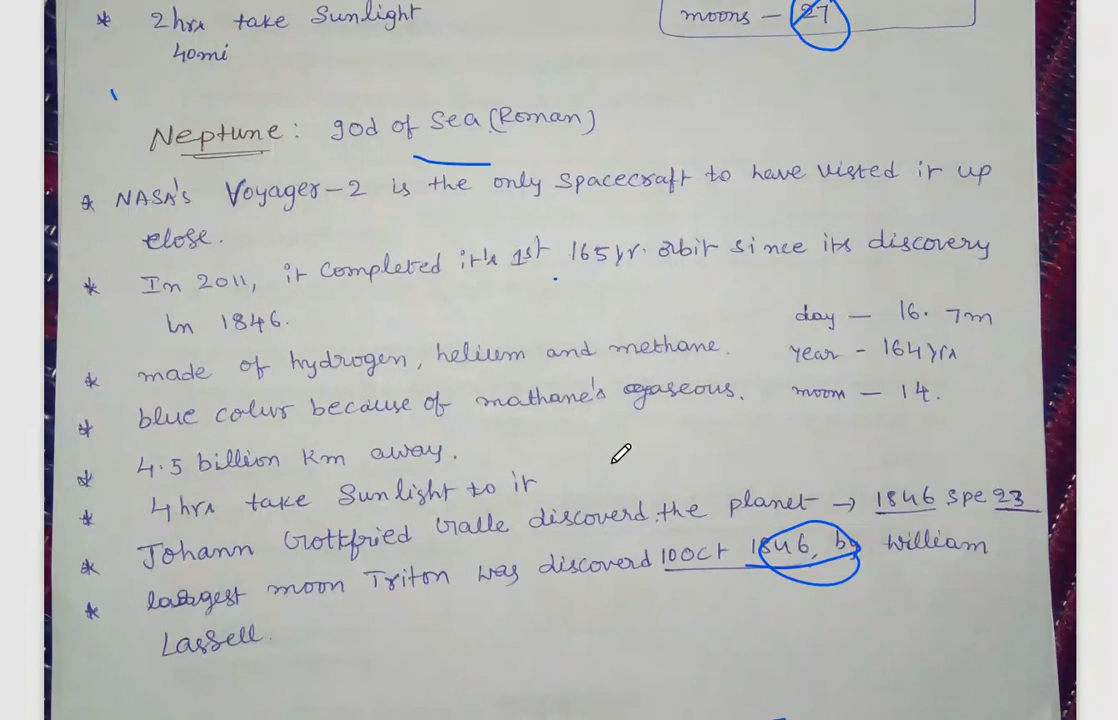 * 2hrs take Sunlight
40mi
moons – 27
Neptune: god of Sea (Roman)
* NASA's Voyager-2 is the only spacecraft to have visted it up
close.
* In 2011, it completed it's 1st 165yr. orbit since its discovery
in 1846.
* made of hydrogen, helium and methane.
day – 16. 7m
year - 164yrs
moon – 14.
* blue colur because of mathane's gaseous.
* 4.5 billion Km away.
* 4hrs take Sunlight to it
* Johann Gottfried Galle discoverd the planet → 1846 Spe 23
* largest moon Triton was discoverd 10 Oct 1846, by William
Lassell.